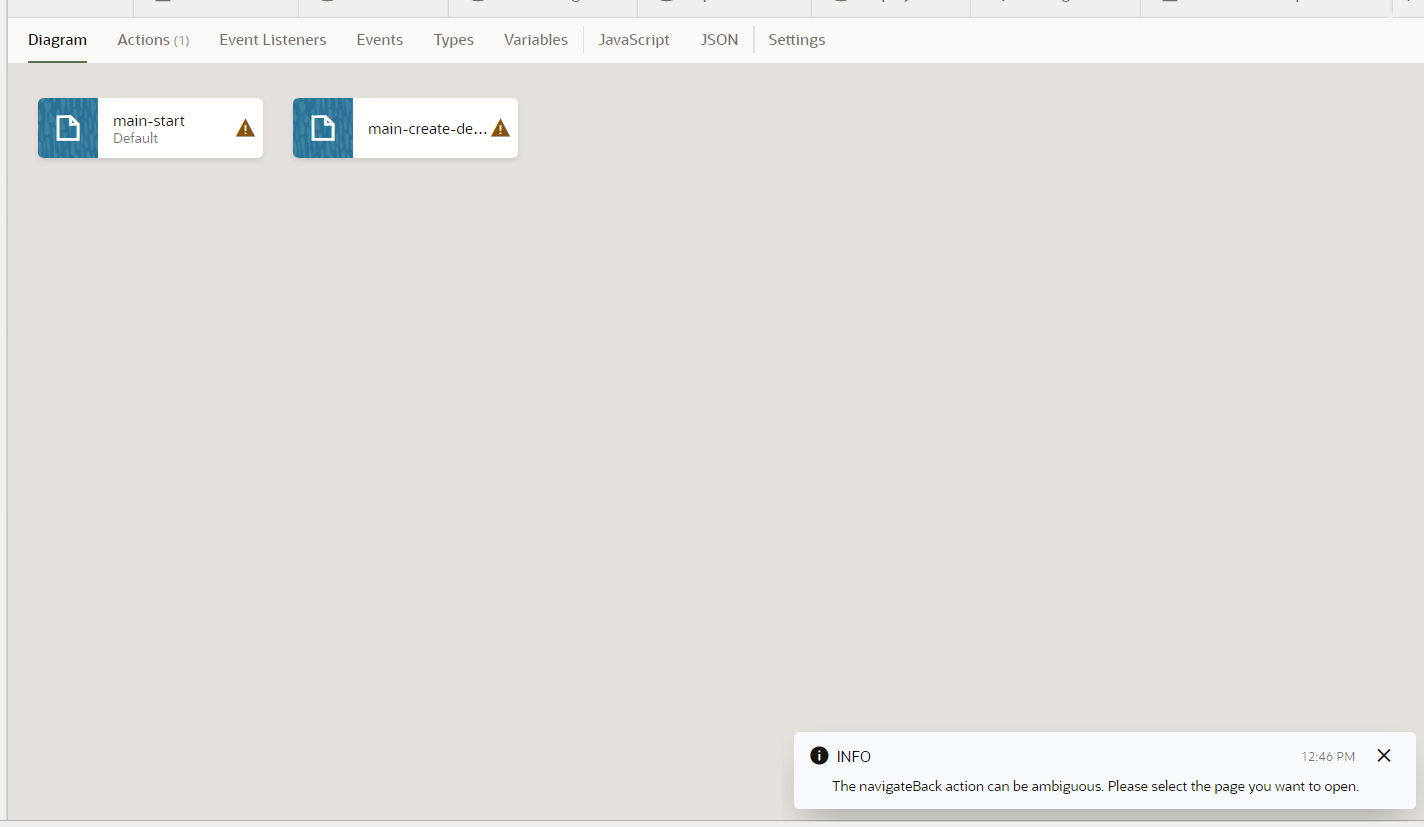 Diagram Actions (1) Event Listeners Events Types Variables JavaScript JSON Settings
main-start
Default
main-create-de...
INFO 12:46 PM
The navigateBack action can be ambiguous. Please select the page you want to open.